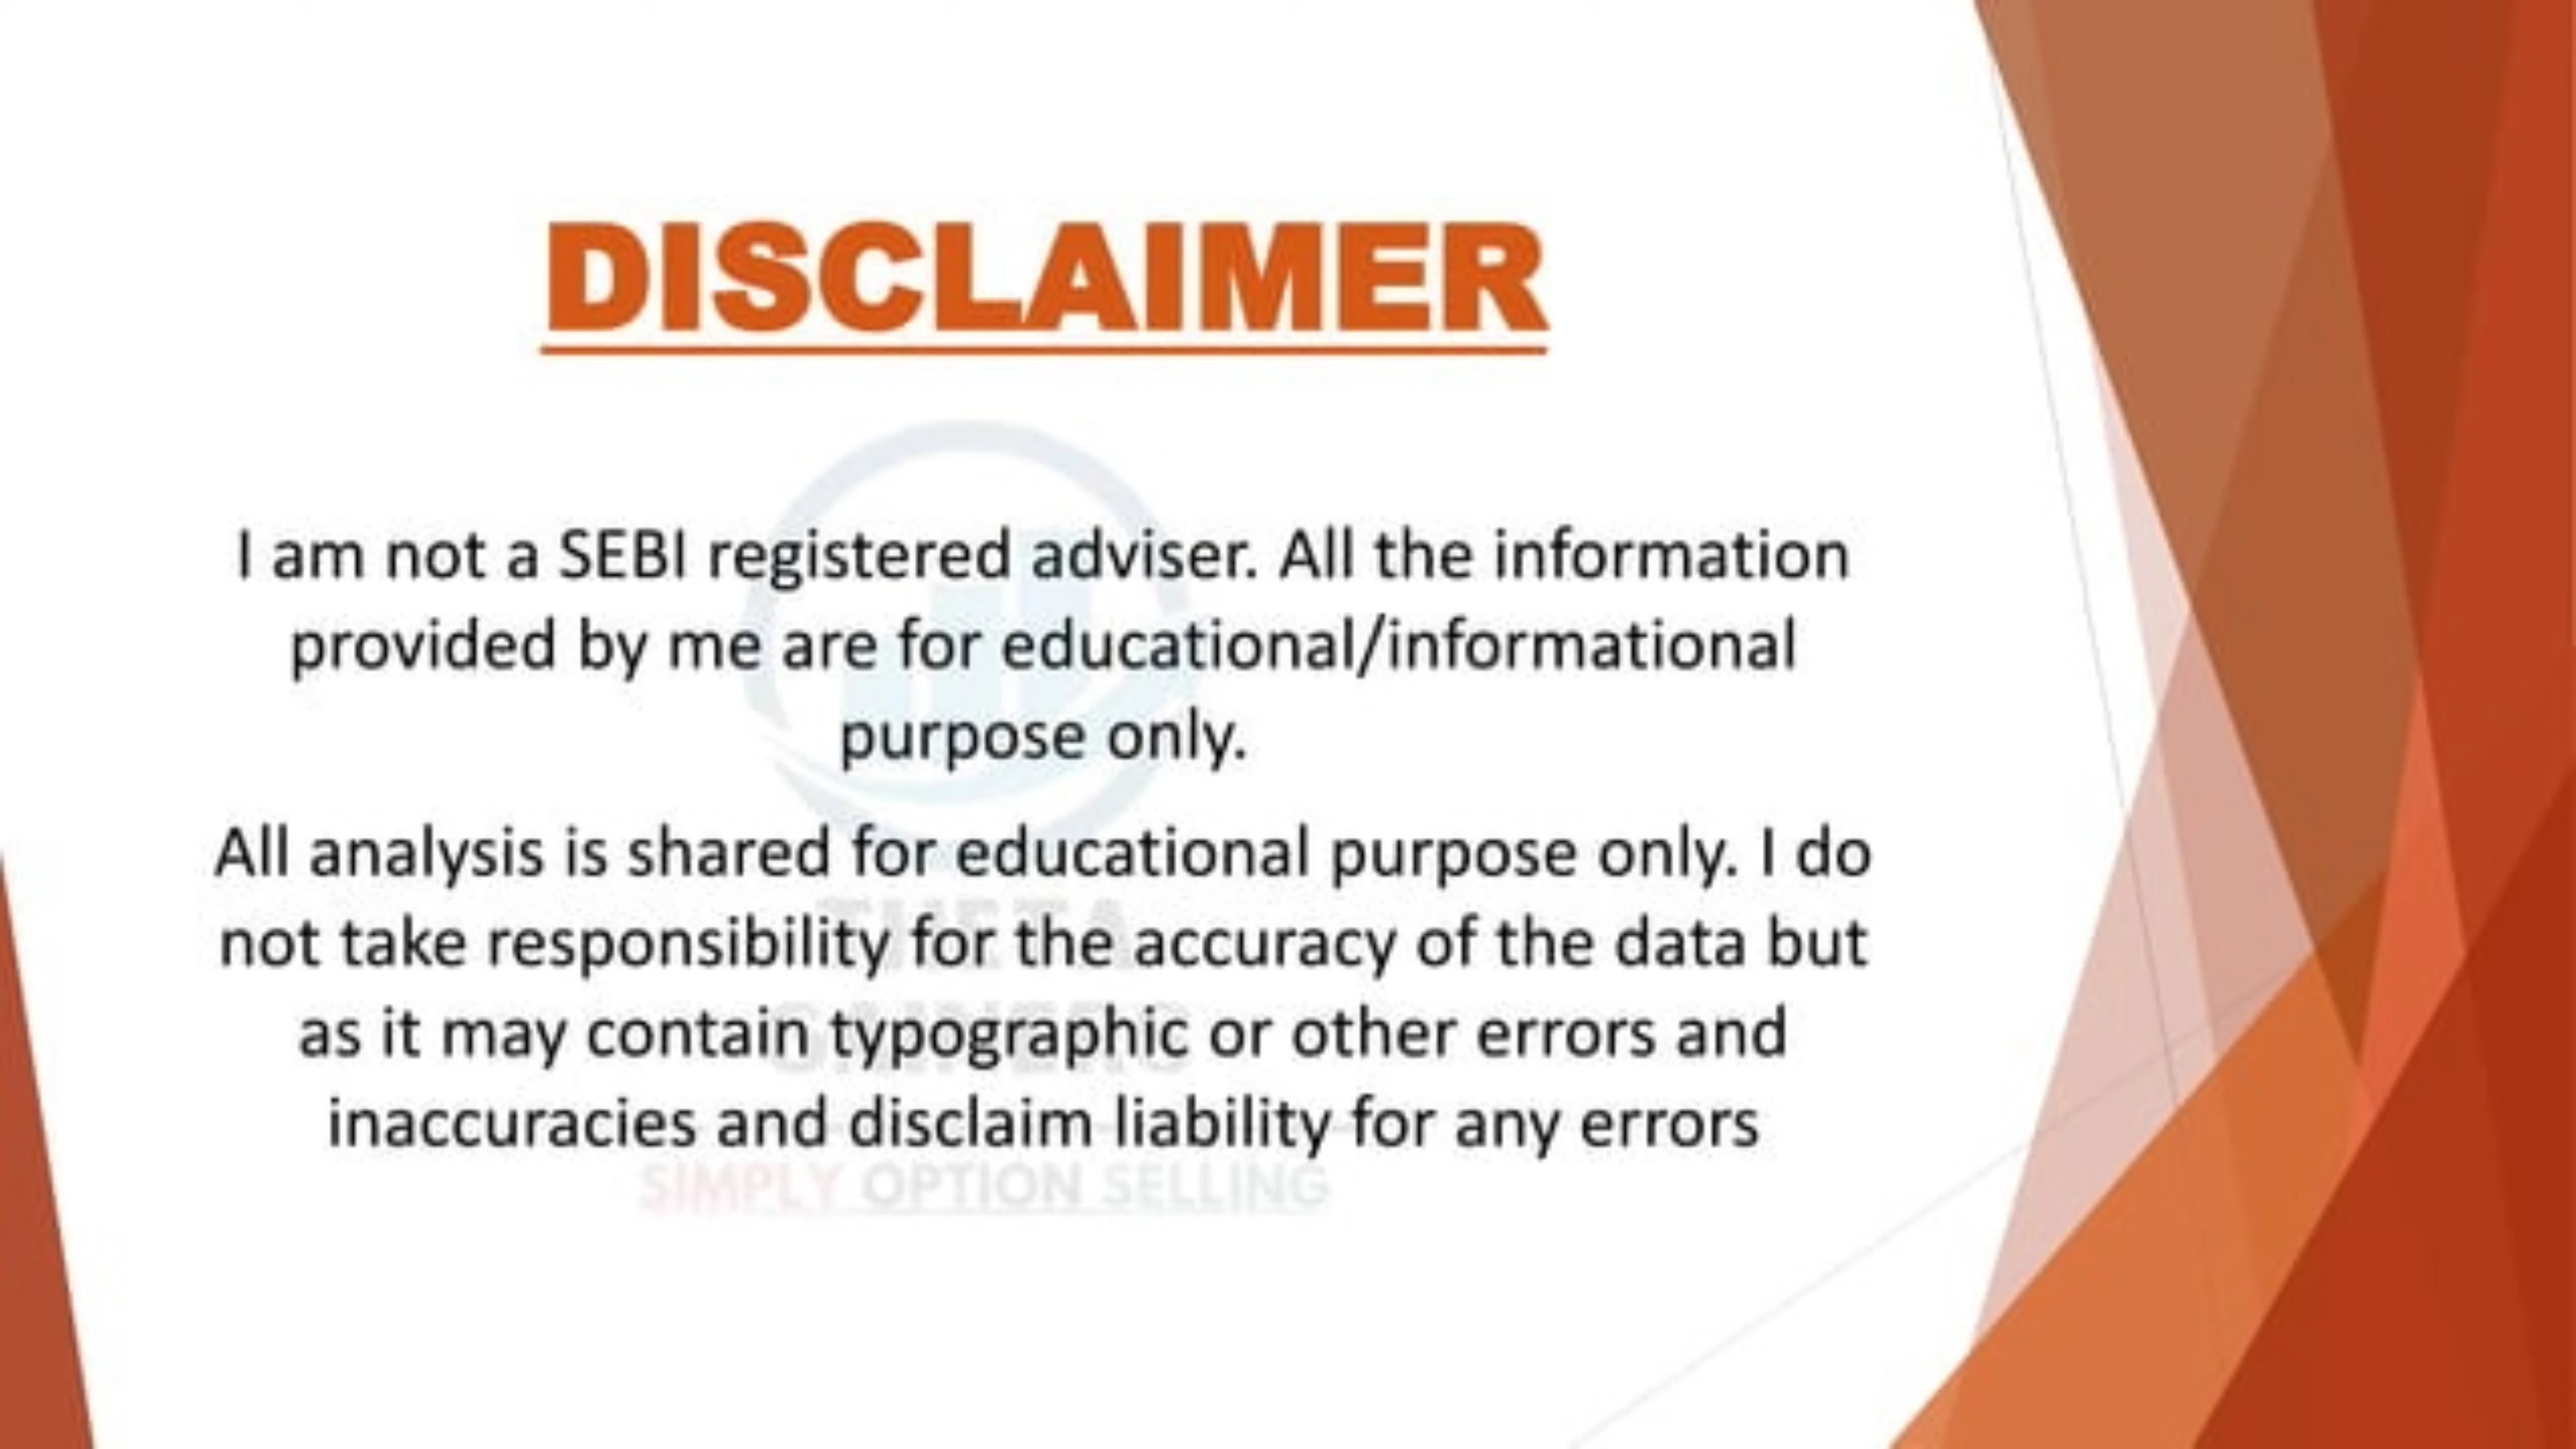 DISCLAIMER
I am not a SEBI registered adviser. All the information
provided by me are for educational/informational
purpose only.
All analysis is shared for educational purpose only. I do
THETA
not take responsibility for the accuracy of the data but
GAINERS
as it may contain typographic or other errors and
inaccuracies and disclaim liability for any errors
SIMPLY OPTION SELLING